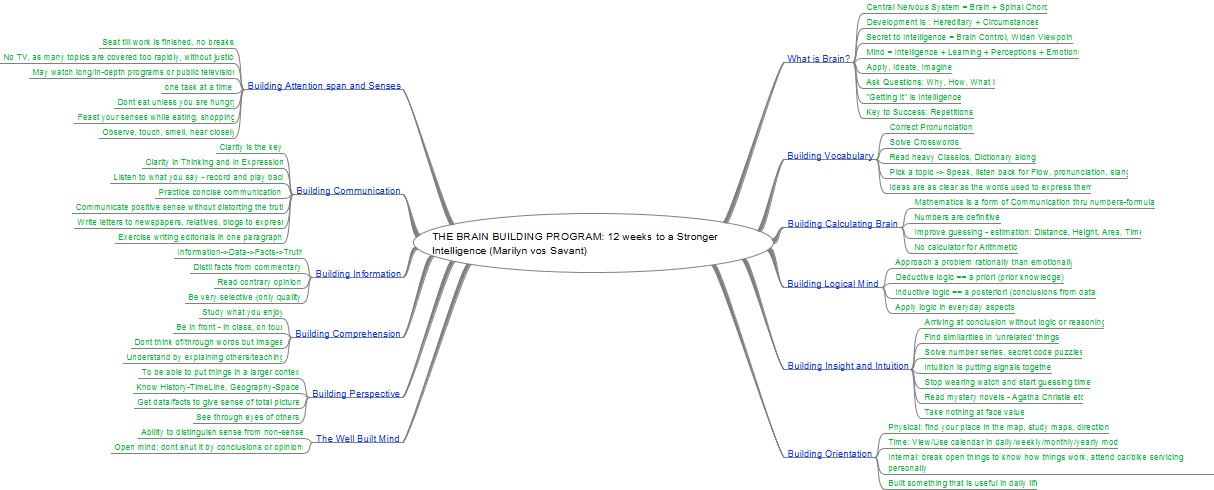 THE BRAIN BUILDING PROGRAM: 12 weeks to a Stronger
Intelligence (Marilyn vos Savant)
What is Brain?
Central Nervous System = Brain + Spinal Chord
Development is : Hereditary + Circumstances
Secret to Intelligence = Brain Control, Widen Viewpoin
Mind = Intelligence + Learning + Perceptions + Emotion
Apply, Ideate, Imagine
Ask Questions: Why, How, What I
"Getting it" is Intelligence
Key to Success: Repetitions
Building Vocabulary
Correct Pronunciation
Solve Crosswords
Read heavy Classics, Dictionary along
Pick a topic -> Speak, listen back for Flow, pronunciation, slang
Ideas are as clear as the words used to express them
Building Calculating Brain
Mathematics is a form of Communication thru numbers-formula
Numbers are definitive
Improve guessing - estimation: Distance, Height, Area, Time
No calculator for Arithmetic
Building Logical Mind
Approach a problem rationally than emotionally
Deductive logic == a priori (prior knowledge)
Inductive logic == a posteriori (conclusions from data
Apply logic in everyday aspects
Building Insight and Intuition
Arriving at conclusion without logic or reasoning
Find similarities in 'unrelated' things
Solve number series, secret code puzzles
Intuition is putting signals togethe
Stop wearing watch and start guessing time
Read mystery novels - Agatha Christie etc
Take nothing at face value
Building Orientation
Physical: find your place in the map, study maps, direction
Time: View/Use calendar in daily/weekly/monthly/yearly mod
Internal: break open things to know how things work, attend car/bike servicing
personally
Built something that is useful in daily life
Building Attention span and Senses
Seat till work is finished, no breaks
No TV; as many topics are covered too rapidly, without justic
May watch long/in-depth programs or public televisio
one task at a time
Dont eat unless you are hungry
Feast your senses while eating, shopping
Observe, touch, smell, hear closely
Building Communication
Clarity is the key
Clarity in Thinking and in Expression
Listen to what you say - record and play back
Practice concise communication
Communicate positive sense without distorting the truth
Write letters to newspapers, relatives, blogs to express
Exercise writing editorials in one paragraph
Building Information
Information->Data->Facts->Truth
Distil facts from commentary
Read contrary opinion
Be very selective (only quality
Building Comprehension
Study what you enjoy
Be in front - in class, on tour
Dont think of/through words but images
Understand by explaining others/teaching
Building Perspective
To be able to put things in a larger contex
Know History-TimeLine, Geography-Space
Get data/facts to give sense of total picture
See through eyes of others
The Well Built Mind
Ability to distinguish sense from non-sense
Open mind; dont shut it by conclusions or opinion